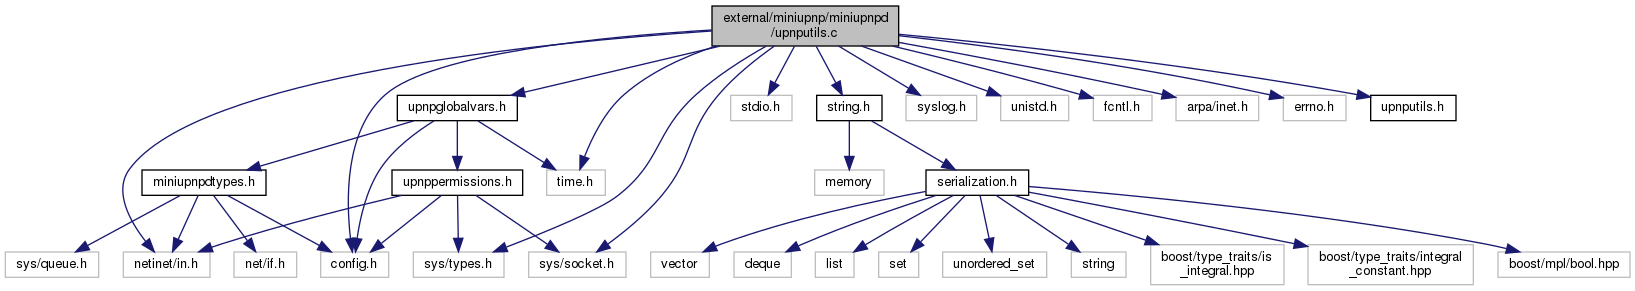 external/miniupnp/miniupnpd
/upnputils.c
upnpglobalvars.h
stdio.h
string.h
syslog.h
unistd.h
fcntl.h
arpa/inet.h
errno.h
upnputils.h
miniupnpdtypes.h
upnppermissions.h
time.h
memory
serialization.h
sys/queue.h
netinet/in.h
net/if.h
config.h
sys/types.h
sys/socket.h
vector
deque
list
set
unordered_set
string
boost/type_traits/is
_integral.hpp
boost/type_traits/integral
_constant.hpp
boost/mpl/bool.hpp